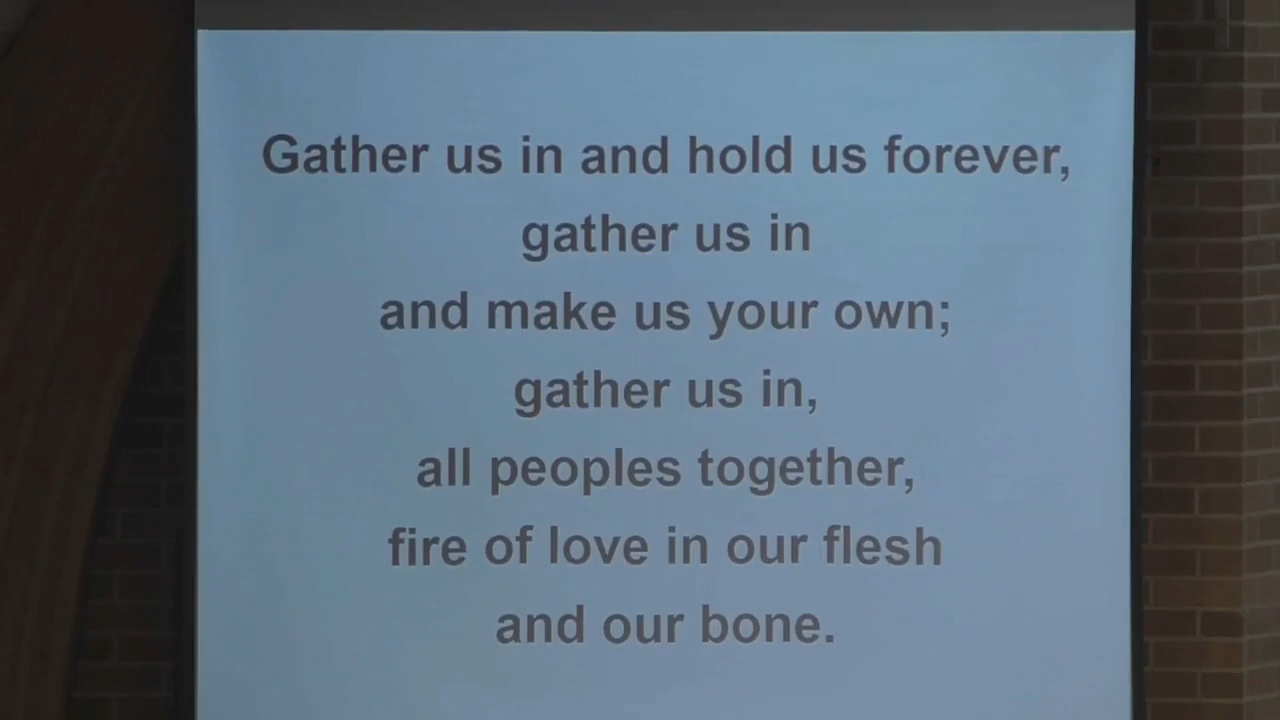 Gather us in and hold us forever,
gather us in
and make us your own;
gather us in,
all peoples together,
fire of love in our flesh
and our bone.